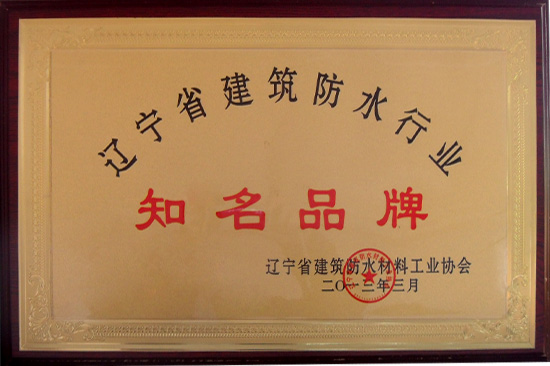 辽宁省建筑防水行业
知名品牌
辽宁省建筑防水材料工业协会
二〇一三年三月